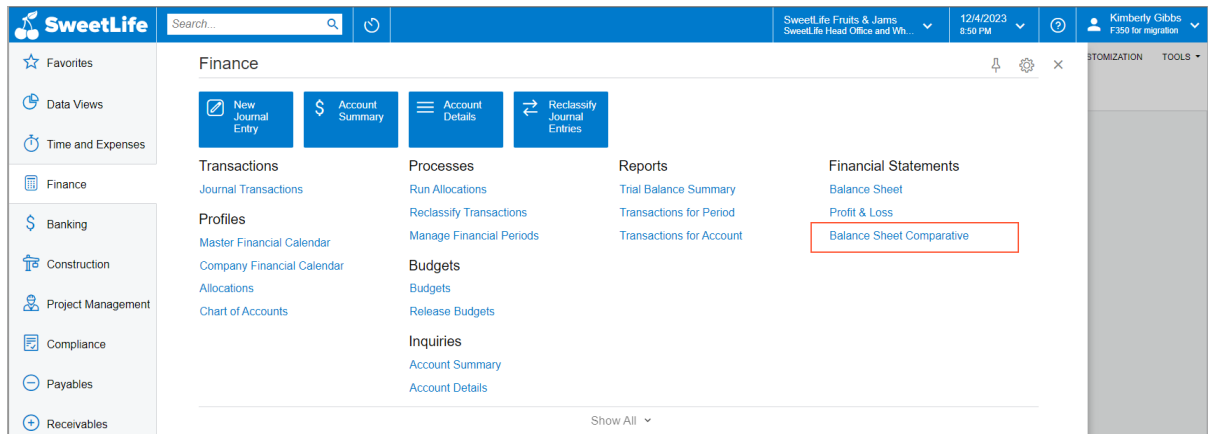 SweetLife
Search...
SweetLife Fruits & Jams
SweetLife Head Office and Wh...
12/4/2023
8:50 PM
Kimberly Gibbs
F350 for migration
Favorites
Data Views
Time and Expenses
Finance
Banking
Construction
Project Management
Compliance
Payables
Receivables
Finance
STOMIZATION
TOOLS
New
Journal
Entry
Account
Summary
Account
Details
Reclassify
Journal
Entries
Transactions
Journal Transactions
Profiles
Master Financial Calendar
Company Financial Calendar
Allocations
Chart of Accounts
Processes
Run Allocations
Reclassify Transactions
Manage Financial Periods
Budgets
Budgets
Release Budgets
Inquiries
Account Summary
Account Details
Reports
Trial Balance Summary
Transactions for Period
Transactions for Account
Financial Statements
Balance Sheet
Profit & Loss
Balance Sheet Comparative
Show All